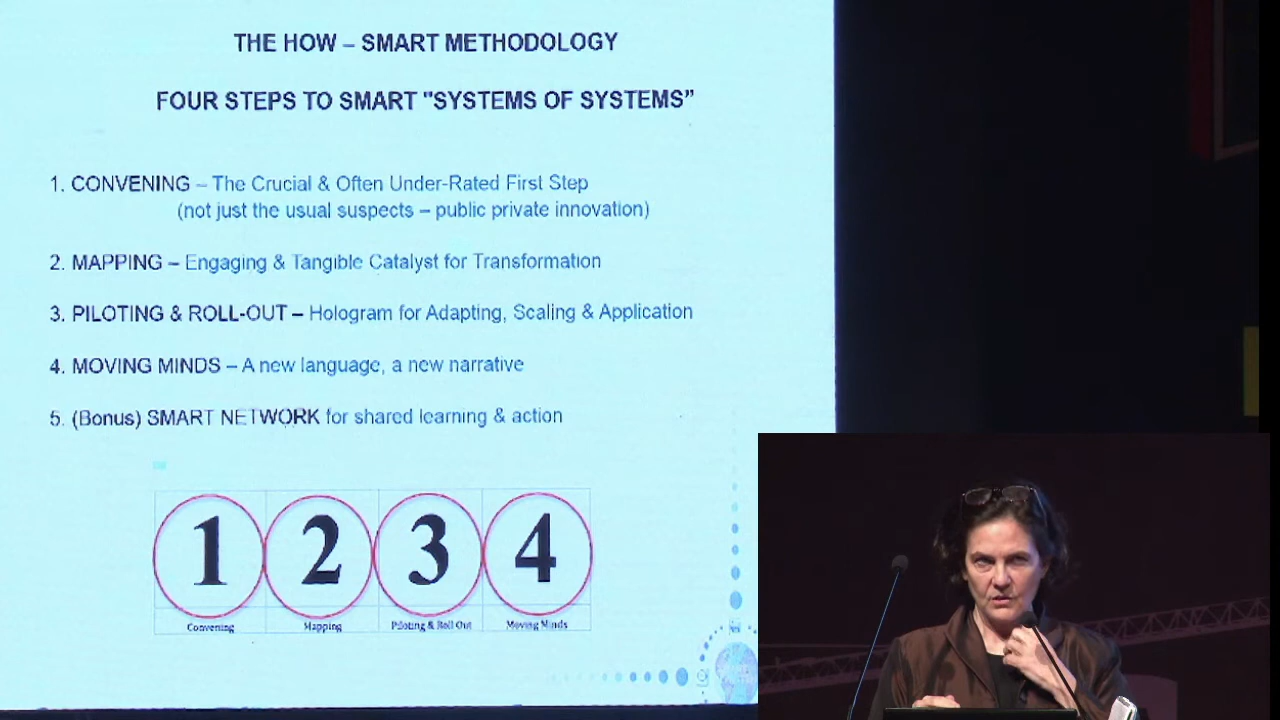 THE HOW – SMART METHODOLOGY
FOUR STEPS TO SMART "SYSTEMS OF SYSTEMS”
1. CONVENING – The Crucial & Often Under-Rated First Step
(not just the usual suspects – public private innovation)
2. MAPPING – Engaging & Tangible Catalyst for Transformation
3. PILOTING & ROLL-OUT – Hologram for Adapting, Scaling & Application
4. MOVING MINDS – A new language, a new narrative
5. (Bonus) SMART NETWORK for shared learning & action
1 2 3 4
Convening Mapping Piloting & Roll Out Moving Minds